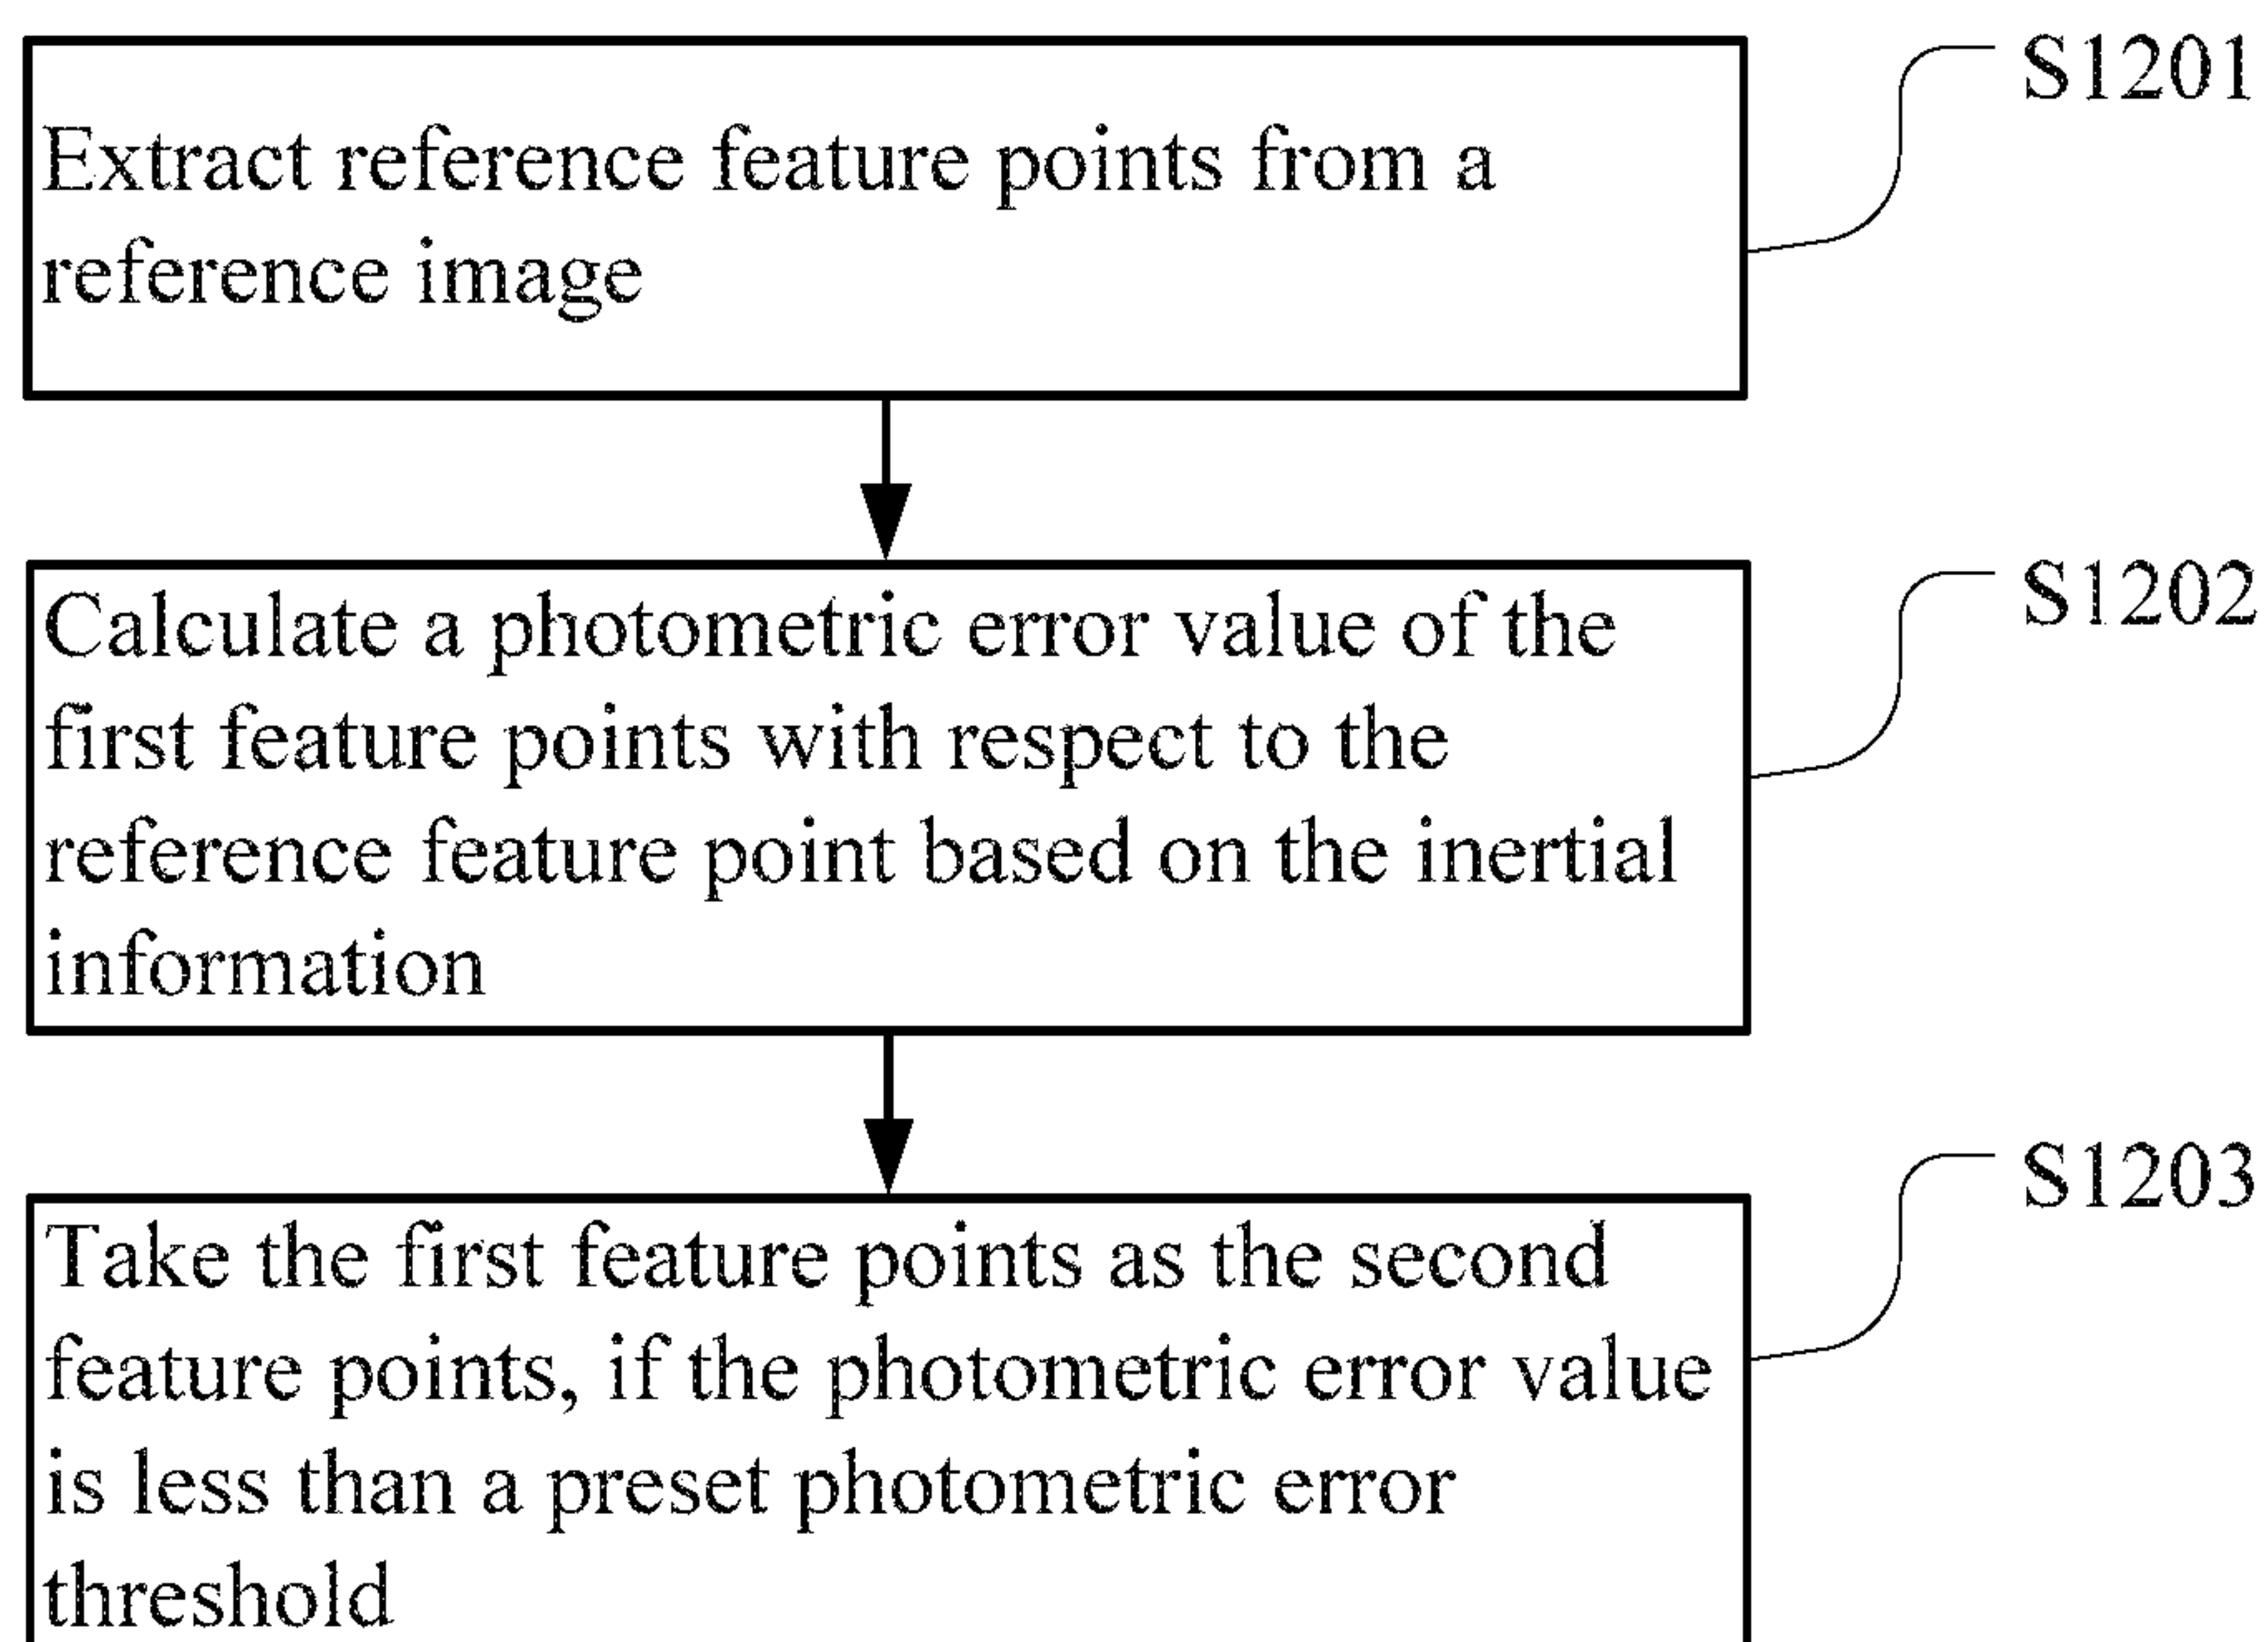 S1201
Extract reference feature points from a
reference image
S1202
Calculate a photometric error value of the
first feature points with respect to the
reference feature point based on the inertial
information
S1203
Take the first feature points as the second
feature points, if the photometric error value
is less than a preset photometric error
threshold